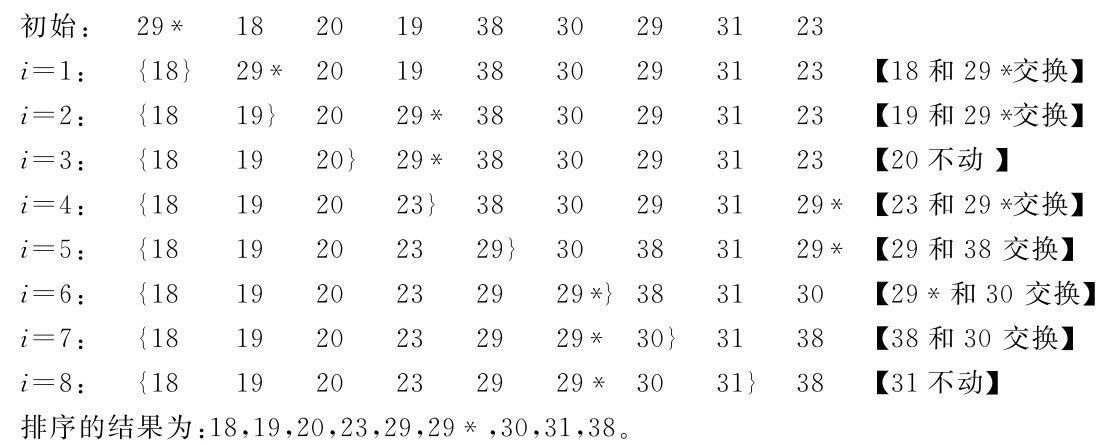 初始： 29* 18 20 19 38 30 29 31 23
i=1： {18} 29* 20 19 38 30 29 31 23 【18 和 29 *交换】
i=2： {18 19} 20 29* 38 30 29 31 23 【19 和 29 *交换】
i=3： {18 19 20} 29* 38 30 29 31 23 【20 不动 】
i=4： {18 19 20 23} 38 30 29 31 29* 【23 和 29 *交换】
i=5： {18 19 20 23 29} 30 38 31 29* 【29 和 38 交换】
i=6： {18 19 20 23 29 29*} 38 31 30 【29 * 和 30 交换】
i=7： {18 19 20 23 29 29* 30} 31 38 【38 和 30 交换】
i=8： {18 19 20 23 29 29* 30 31} 38 【31 不动】
排序的结果为:18,19,20,23,29,29*,30,31,38。